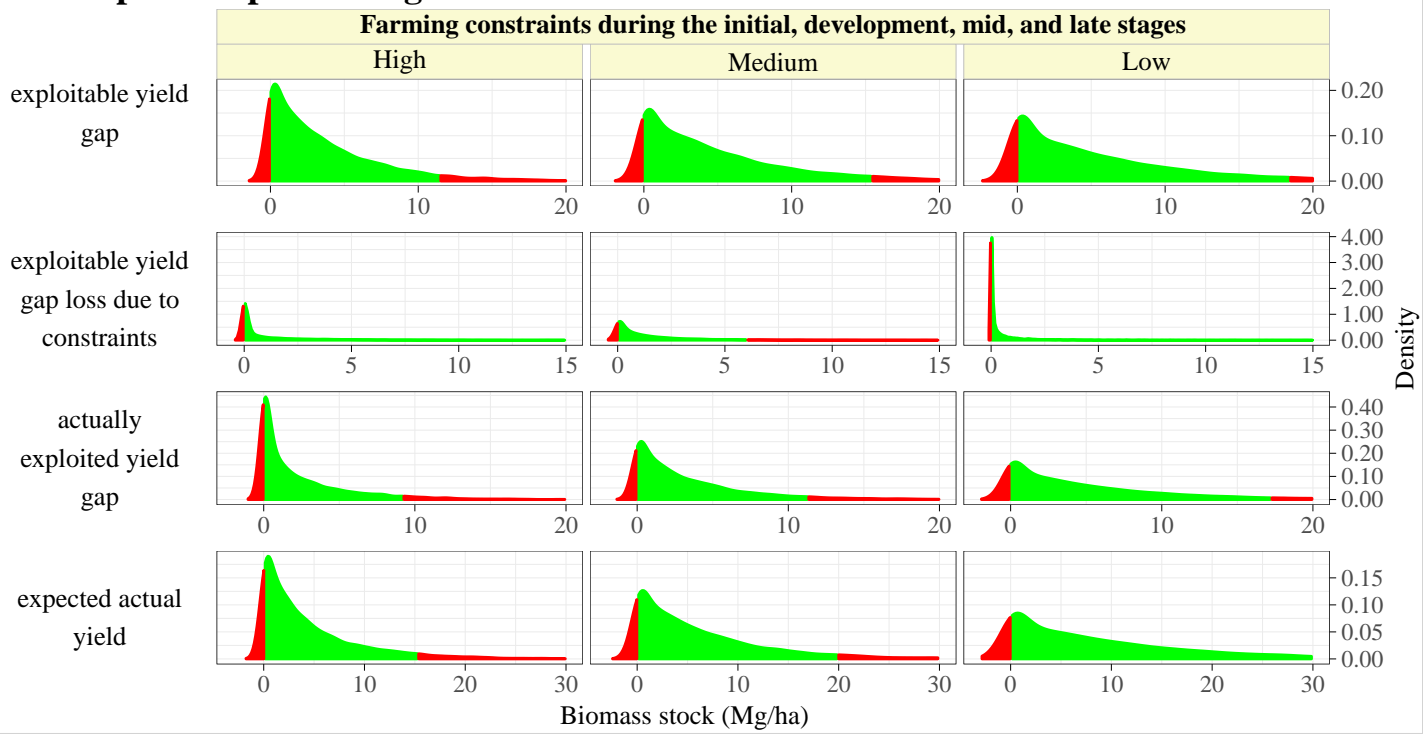 Farming constraints during the initial, development, mid, and late stages
High Medium Low
exploitable yield
gap
0.20
0.10
0.00
0 10 20 0 10 20 0 10 20
exploitable yield
gap loss due to
constraints
4.00
3.00
2.00
1.00
0.00
0 5 10 15 0 5 10 15 0 5 10 15
Density
actually
exploited yield
gap
0.40
0.30
0.20
0.10
0.00
0 10 20 0 10 20 0 10 20
expected actual
yield
0.15
0.10
0.05
0.00
0 10 20 30 0 10 20 30 0 10 20 30
Biomass stock (Mg/ha)